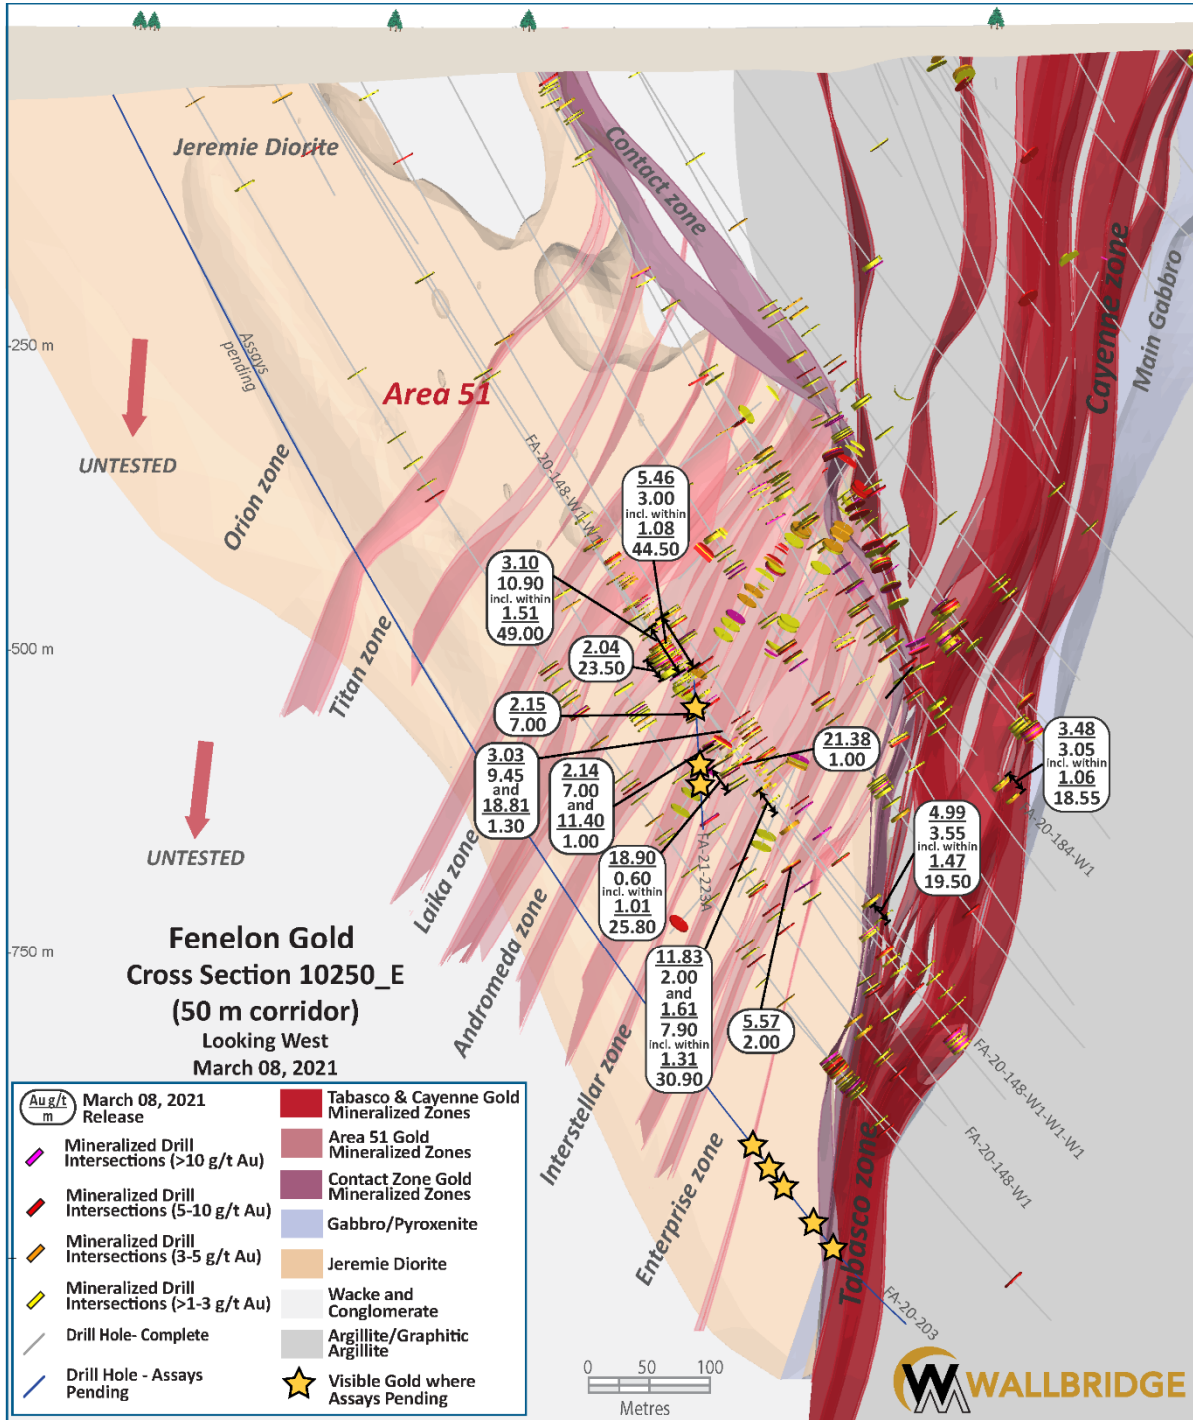 Jeremie Diorite
Contact zone
Cayenne zone
Main Gabbro
-250 m
Assays
pending
Area 51
UNTESTED
Orion zone
FA-20-148-W1-W1
5.46
3.00
incl. within
1.08
44.50
3.10
10.90
incl. within
1.51
49.00
2.04
23.50
-500 m
Titan zone
2.15
7.00
3.03
9.45
and
18.81
1.30
2.14
7.00
and
11.40
1.00
21.38
1.00
3.48
3.05
incl. within
1.06
18.55
A-20-184-W1
4.99
3.55
incl. within
1.47
19.50
UNTESTED
18.90
0.60
incl. within
1.01
25.80
FA-21-223A
Laika zone
Andromeda zone
11.83
2.00
and
1.61
7.90
incl. within
1.31
30.90
5.57
2.00
-750 m
Fenelon Gold
Cross Section 10250_E
(50 m corridor)
Looking West
March 08, 2021
Interstellar zone
Enterprise zone
Tabasco zone
FA-20-148-W1-W1-W1
FA-20-148-W1
FA-20-203
Au g/t
m
March 08, 2021
Release
Mineralized Drill
Intersections (>10 g/t Au)
Mineralized Drill
Intersections (5-10 g/t Au)
Mineralized Drill
Intersections (3-5 g/t Au)
Mineralized Drill
Intersections (>1-3 g/t Au)
Drill Hole- Complete
Drill Hole - Assays
Pending
Tabasco & Cayenne Gold
Mineralized Zones
Area 51 Gold
Mineralized Zones
Contact Zone Gold
Mineralized Zones
Gabbro/Pyroxenite
Jeremie Diorite
Wacke and
Conglomerate
Argillite/Graphitic
Argillite
Visible Gold where
Assays Pending
0 50 100
Metres
WALLBRIDGE